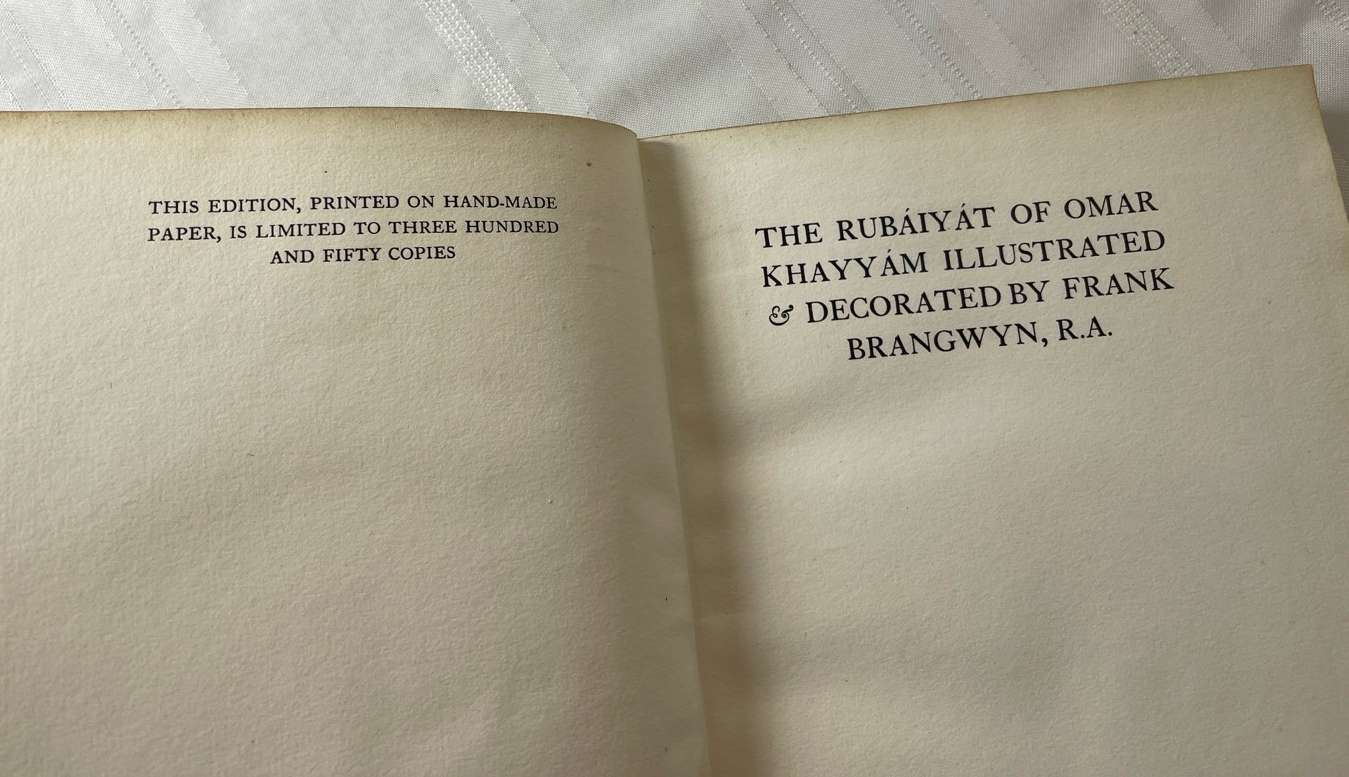 THIS EDITION, PRINTED ON HAND-MADE
PAPER, IS LIMITED TO THREE HUNDRED
AND FIFTY COPIES
THE RUBÁIYÁT OF OMAR
KHAYYÁM ILLUSTRATED
& DECORATED BY FRANK
BRANGWYN, R.A.